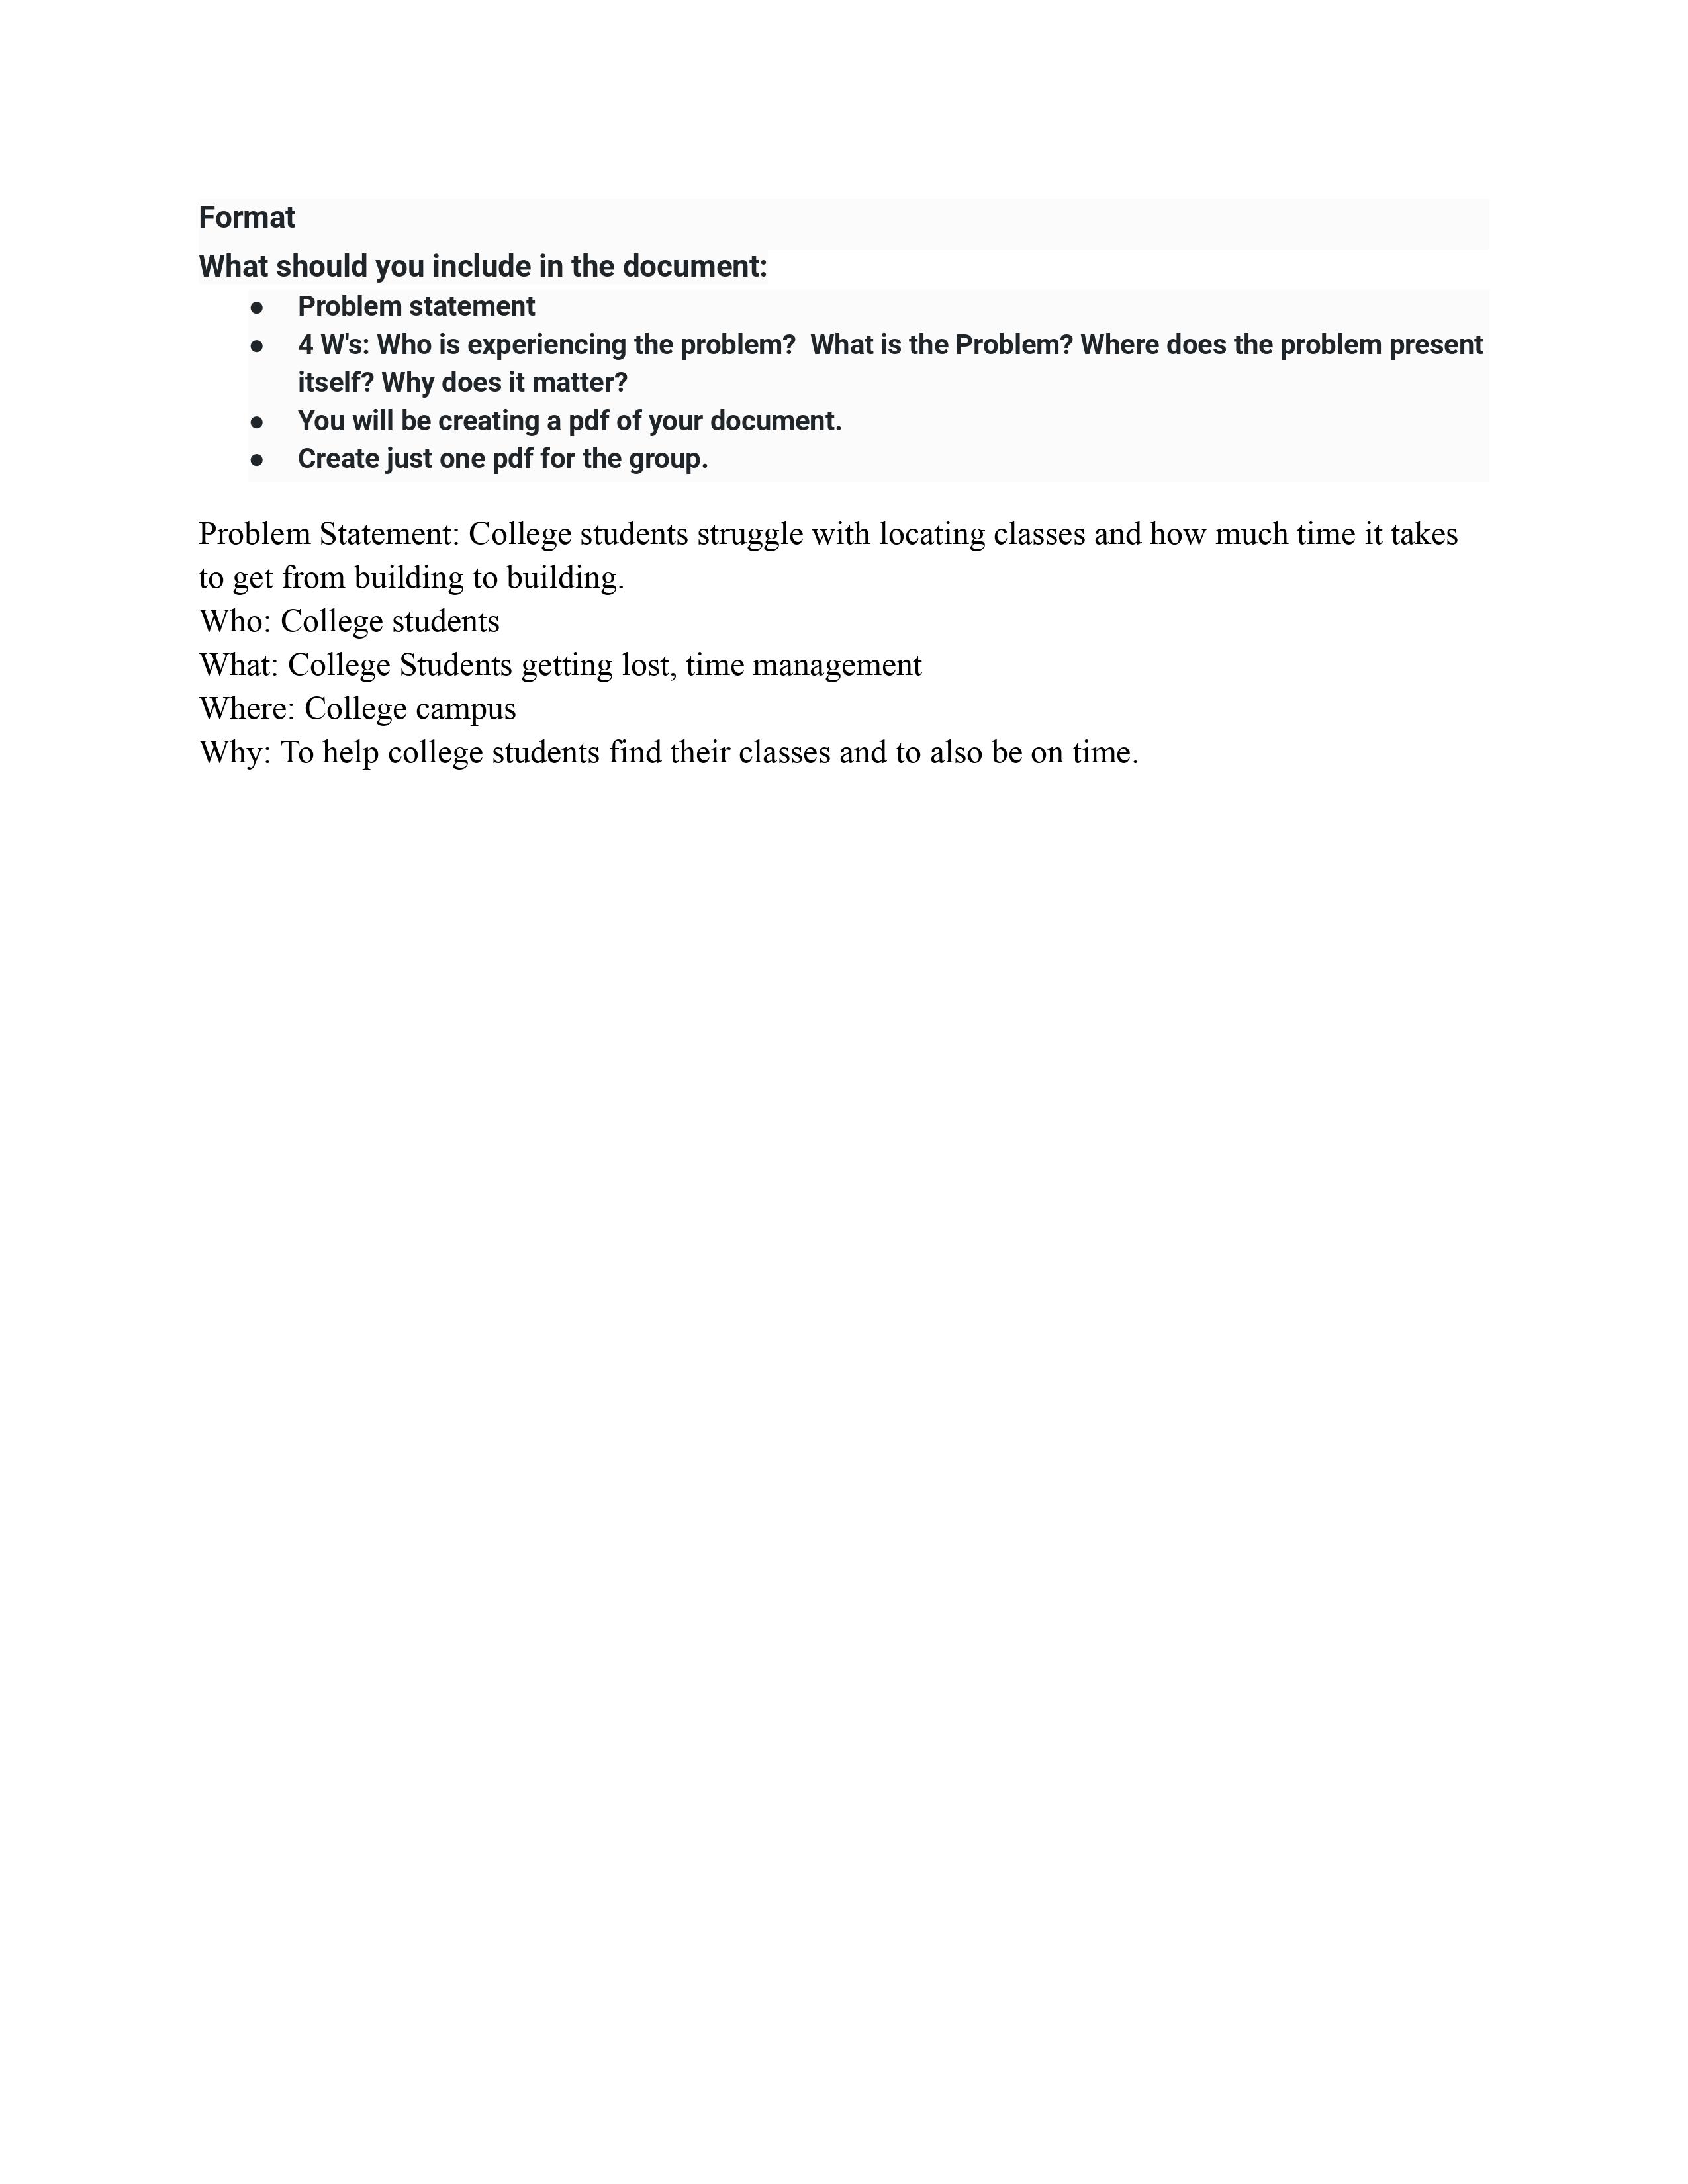 Format
What should you include in the document:
● Problem statement
● 4 W's: Who is experiencing the problem?  What is the Problem? Where does the problem present
itself? Why does it matter?
● You will be creating a pdf of your document.
● Create just one pdf for the group.
Problem Statement: College students struggle with locating classes and how much time it takes
to get from building to building.
Who: College students
What: College Students getting lost, time management
Where: College campus
Why: To help college students find their classes and to also be on time.